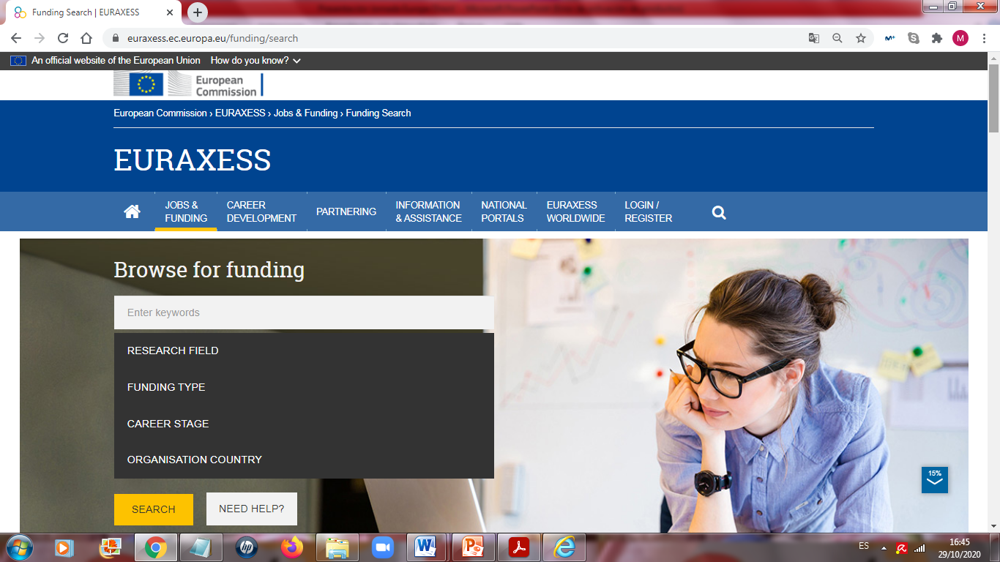 Funding Search | EURAXESS
euraxess.ec.europa.eu/funding/search
M
An official website of the European Union How do you know?
European
Commission
European Commission › EURAXESS › Jobs & Funding › Funding Search
EURAXESS
JOBS &
FUNDING
CAREER
DEVELOPMENT
PARTNERING
INFORMATION
& ASSISTANCE
NATIONAL
PORTALS
EURAXESS
WORLDWIDE
LOGIN /
REGISTER
Browse for funding
Enter keywords
RESEARCH FIELD
FUNDING TYPE
CAREER STAGE
ORGANISATION COUNTRY
15%
SEARCH
NEED HELP?
ES
16:45
29/10/2020